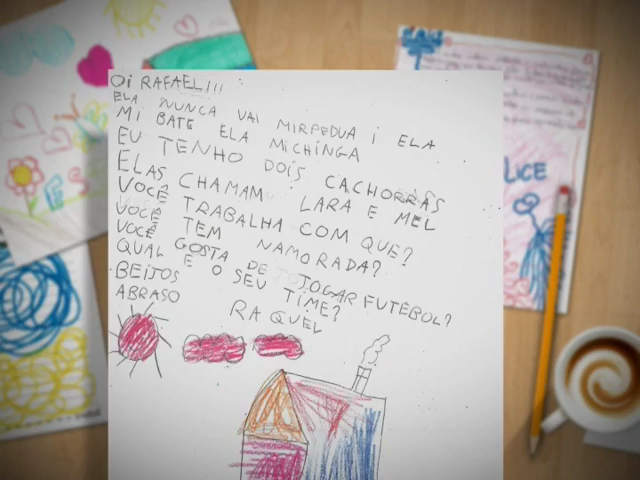 OI RAFAEL!!!
ELA NUNCA VAI MIRPEDUA I ELA
MI BATE ELA MICHINGA
EU TENHO DOIS CACHORRAS
ELAS CHAMAM LARA E MEL
VOCÊ TRABALHA COM QUE?
VOCÊ TEM NAMORADA?
VOCÊ GOSTA DE JOGAR FUTEBOL?
QUAL E O SEU TIME?
BEIJOS
ABRASO RAQUEL
LICE